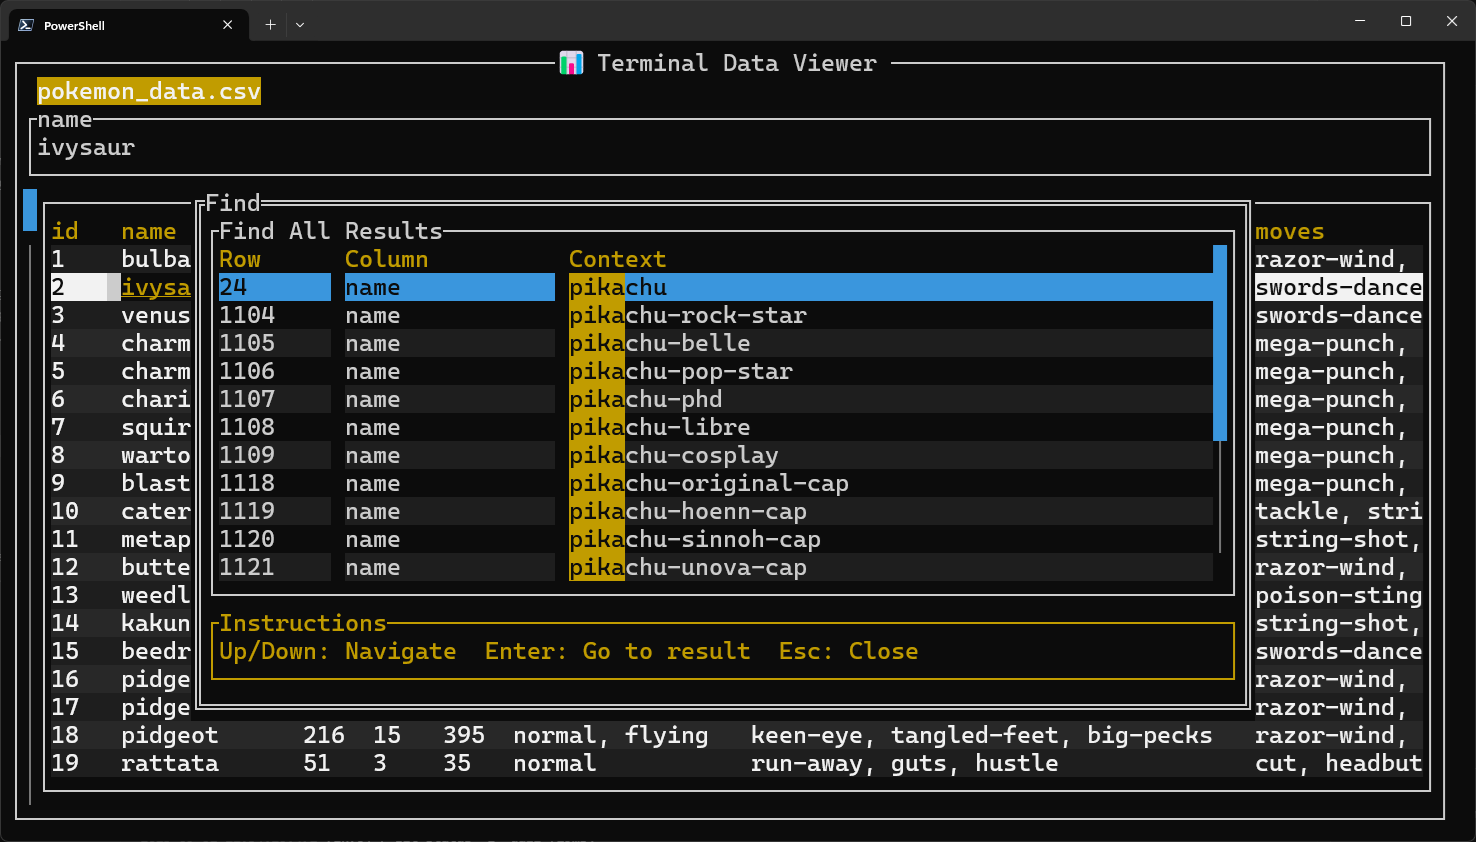 PowerShell
Terminal Data Viewer
pokemon_data.csv
name
ivysaur
Find
Find All Results
id name Row Column Context moves
1 bulba 24 name pikachu razor-wind,
2 ivysa 1104 name pikachu-rock-star swords-dance
3 venus 1105 name pikachu-belle swords-dance
4 charm 1106 name pikachu-pop-star mega-punch,
5 charm 1107 name pikachu-phd mega-punch,
6 chari 1108 name pikachu-libre mega-punch,
7 squir 1109 name pikachu-cosplay mega-punch,
8 warto 1118 name pikachu-original-cap mega-punch,
9 blast 1119 name pikachu-hoenn-cap mega-punch,
10 cater 1120 name pikachu-sinnoh-cap tackle, stri
11 metap 1121 name pikachu-unova-cap string-shot,
12 butte razor-wind,
13 weedl poison-sting
14 kakun Instructions string-shot,
15 beedr Up/Down: Navigate Enter: Go to result Esc: Close swords-dance
16 pidge razor-wind,
17 pidge razor-wind,
18 pidgeot 216 15 395 normal, flying keen-eye, tangled-feet, big-pecks razor-wind,
19 rattata 51 3 35 normal run-away, guts, hustle cut, headbut